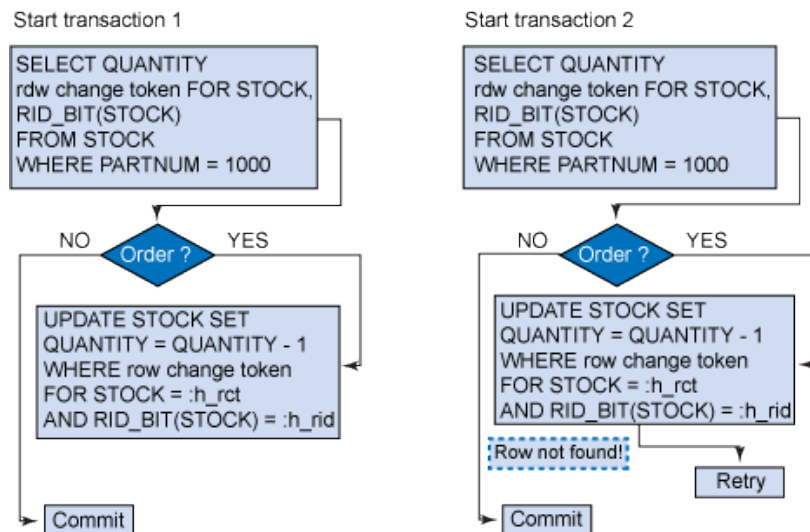 Start transaction 1
SELECT QUANTITY
rdw change token FOR STOCK,
RID_BIT(STOCK)
FROM STOCK
WHERE PARTNUM = 1000
NO
Order ?
YES
UPDATE STOCK SET
QUANTITY = QUANTITY - 1
WHERE row change token
FOR STOCK = :h_rct
AND RID_BIT(STOCK) = :h_rid
Commit
Start transaction 2
SELECT QUANTITY
rdw change token FOR STOCK,
RID_BIT(STOCK)
FROM STOCK
WHERE PARTNUM = 1000
NO
Order ?
YES
UPDATE STOCK SET
QUANTITY = QUANTITY - 1
WHERE row change token
FOR STOCK = :h_rct
AND RID_BIT(STOCK) = :h_rid
Row not found!
Retry
Commit